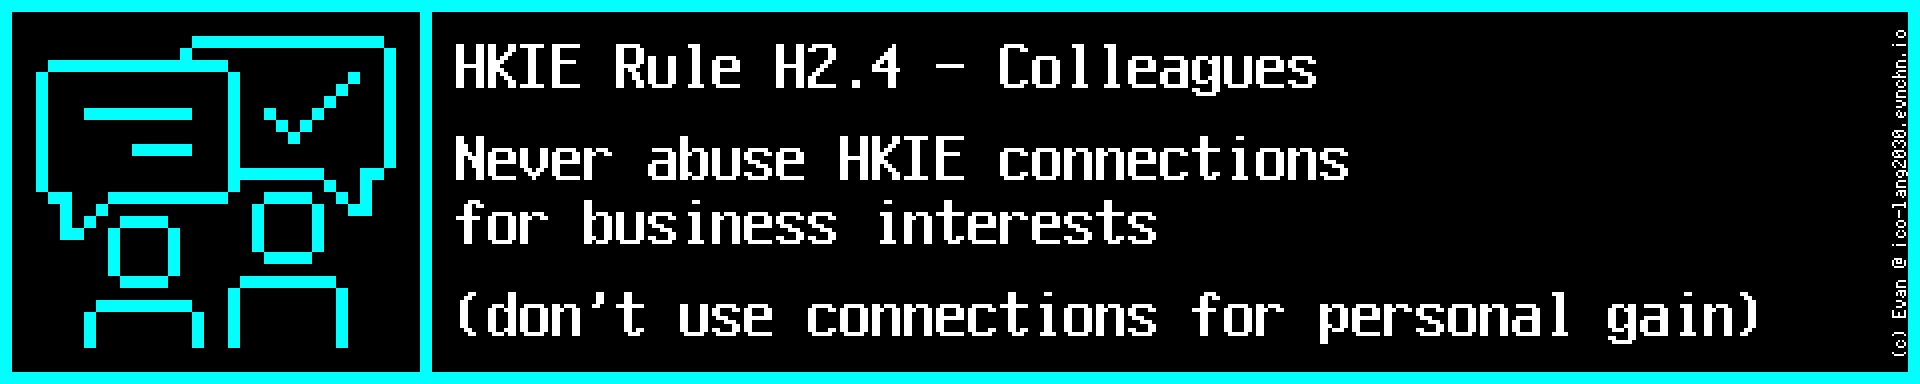 HKIE Rule H2.4 - Colleagues
Never abuse HKIE connections
for business interests
(don't use connections for personal gain)
(c) Evan @ ico-lang2030.evnchn.io